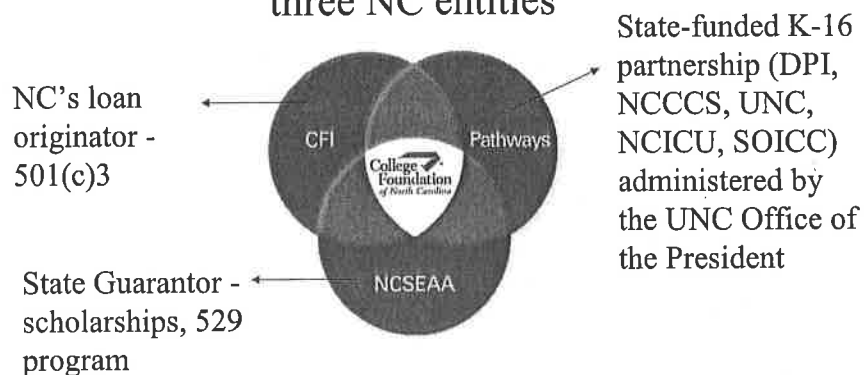 three NC entities
NC's loan
originator -
501(c)3
CFI
Pathways
College
Foundation
of North Carolina
NCSEAA
State-funded K-16
partnership (DPI,
NCCCS, UNC,
NCICU, SOICC)
administered by
the UNC Office of
the President
State Guarantor -
scholarships, 529
program